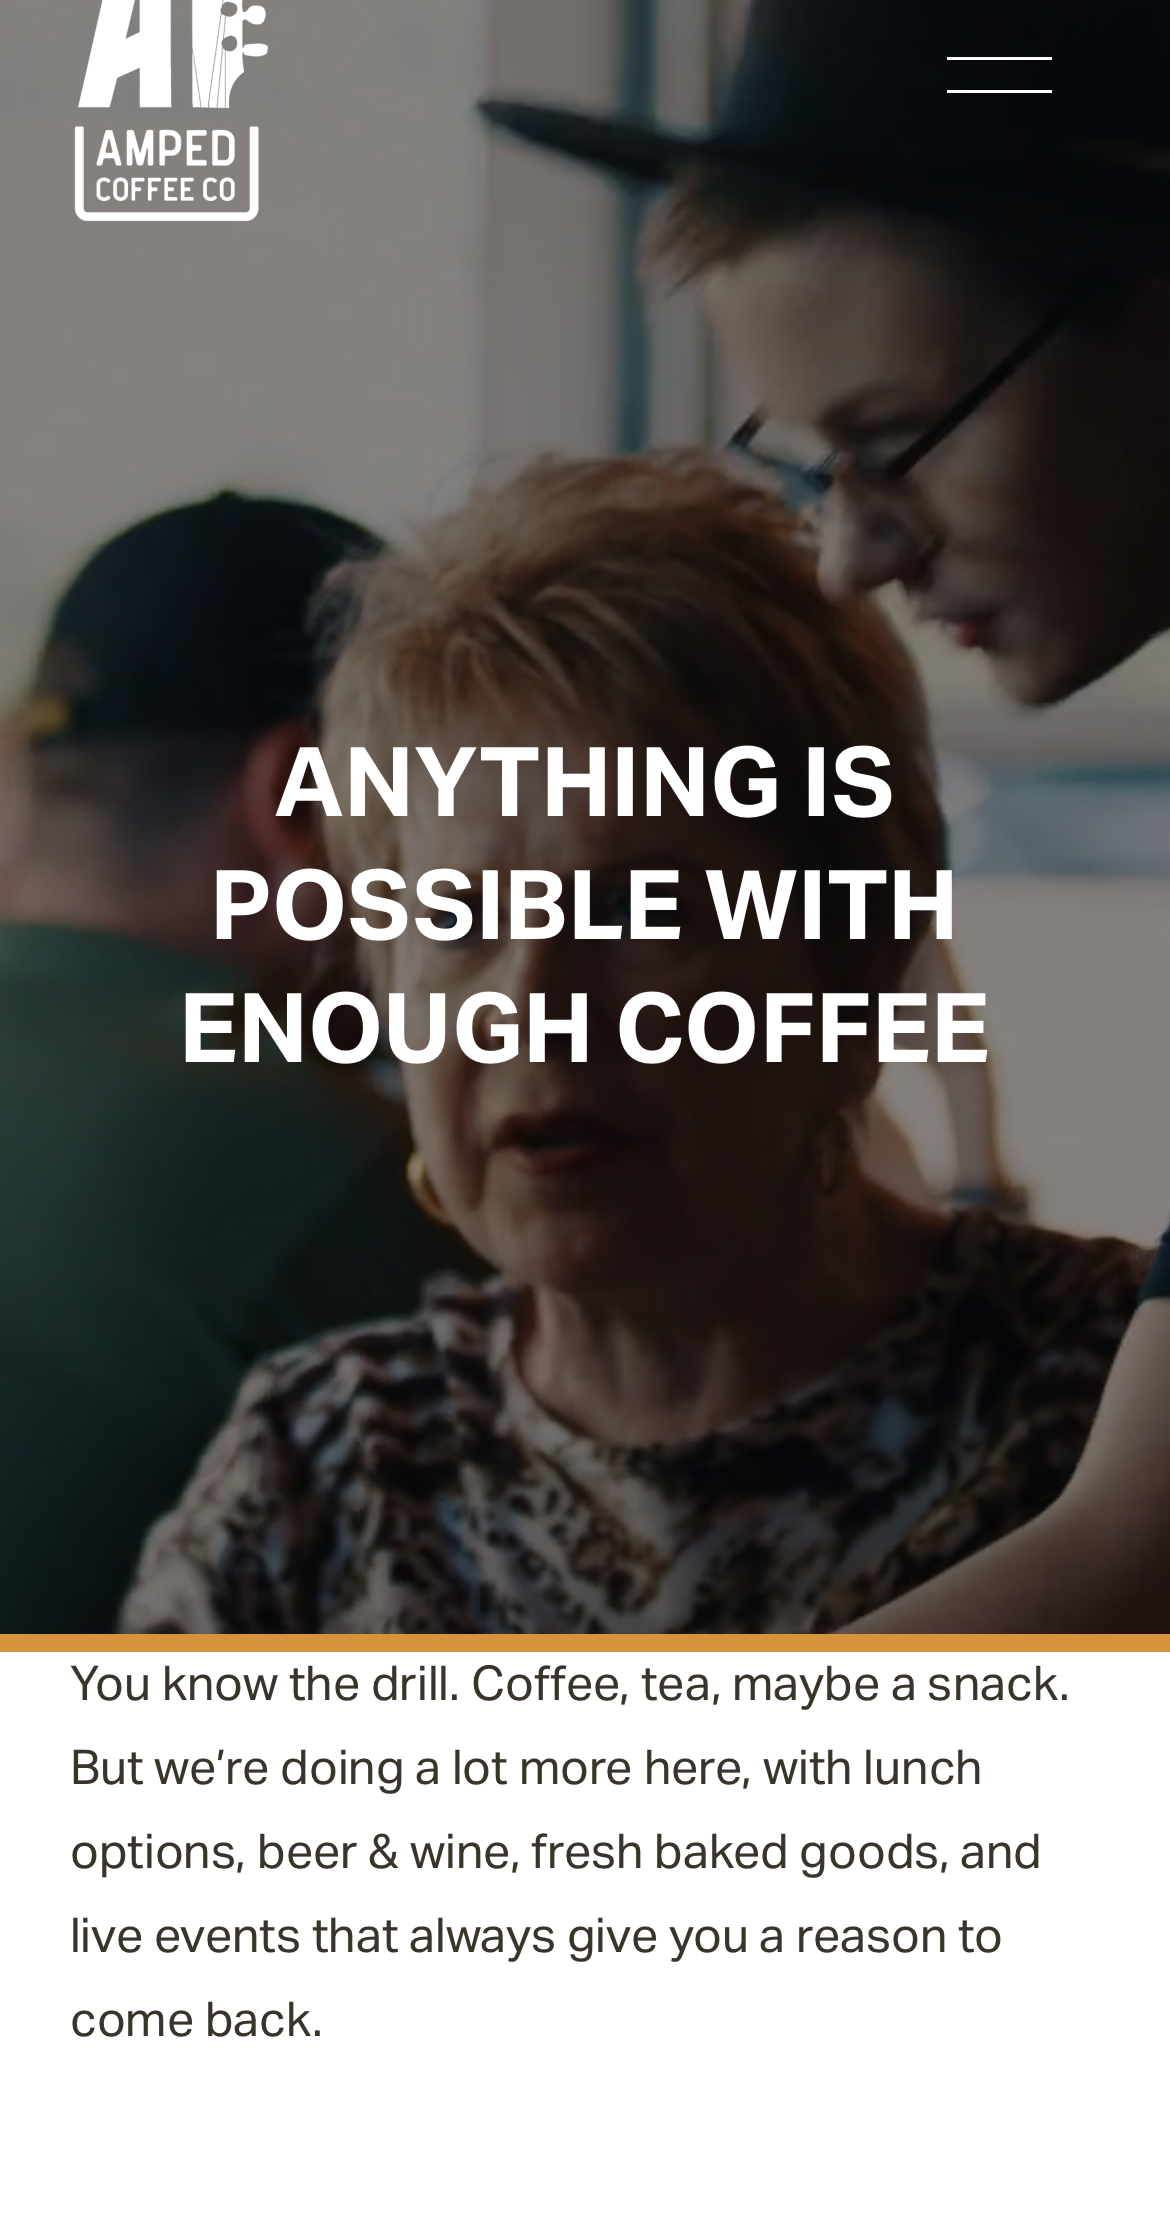 AMPED
COFFEE CO
ANYTHING IS
POSSIBLE WITH
ENOUGH COFFEE
You know the drill. Coffee, tea, maybe a snack.
But we’re doing a lot more here, with lunch
options, beer & wine, fresh baked goods, and
live events that always give you a reason to
come back.